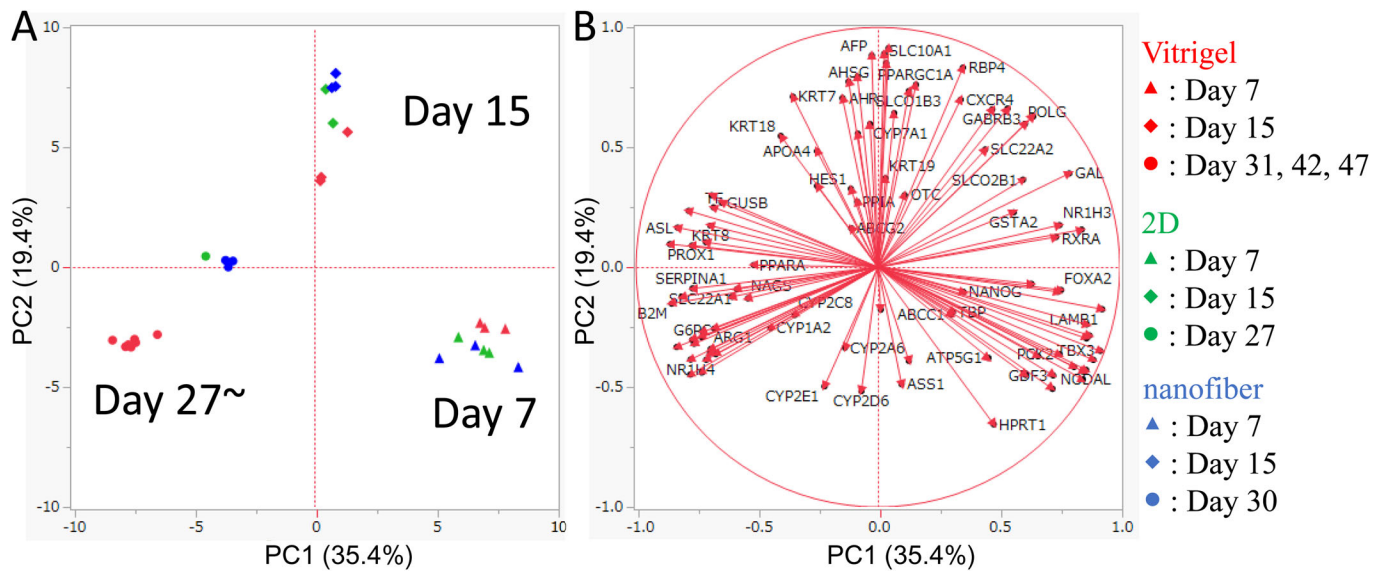 A
10
5
0
-5
-10
PC2 (19.4%)
Day 15
Day 27~
Day 7
-10
-5
0
5
10
PC1 (35.4%)
B
1.0
0.5
0.0
-0.5
-1.0
PC2 (19.4%)
AFP
SLC10A1
AHSG
PPARGC1A
RBP4
KRT7
AHR
SLCO1B3
CXCR4
GABRB3
POLG
KRT18
CYP7A1
APOA4
SLC22A2
KRT19
HES1
SLCO2B1
GAL
OTC
TF
GUSB
PPIA
GSTA2
NR1H3
ASL
KRT8
ABCG2
RXRA
PROX1
PPARA
SERPINA1
NAGS
FOXA2
SLC22A1
NANOG
B2M
CYP2C8
ABCC1
TBP
LAMB1
G6PC
ARG1
CYP1A2
CYP2A6
ATP5G1
PCK2
TBX3
NR1H4
GDF3
NODAL
CYP2E1
CYP2D6
ASS1
HPRT1
-1.0
-0.5
0.0
0.5
1.0
PC1 (35.4%)
Vitrigel
: Day 7
: Day 15
: Day 31, 42, 47
2D
: Day 7
: Day 15
: Day 27
nanofiber
: Day 7
: Day 15
: Day 30